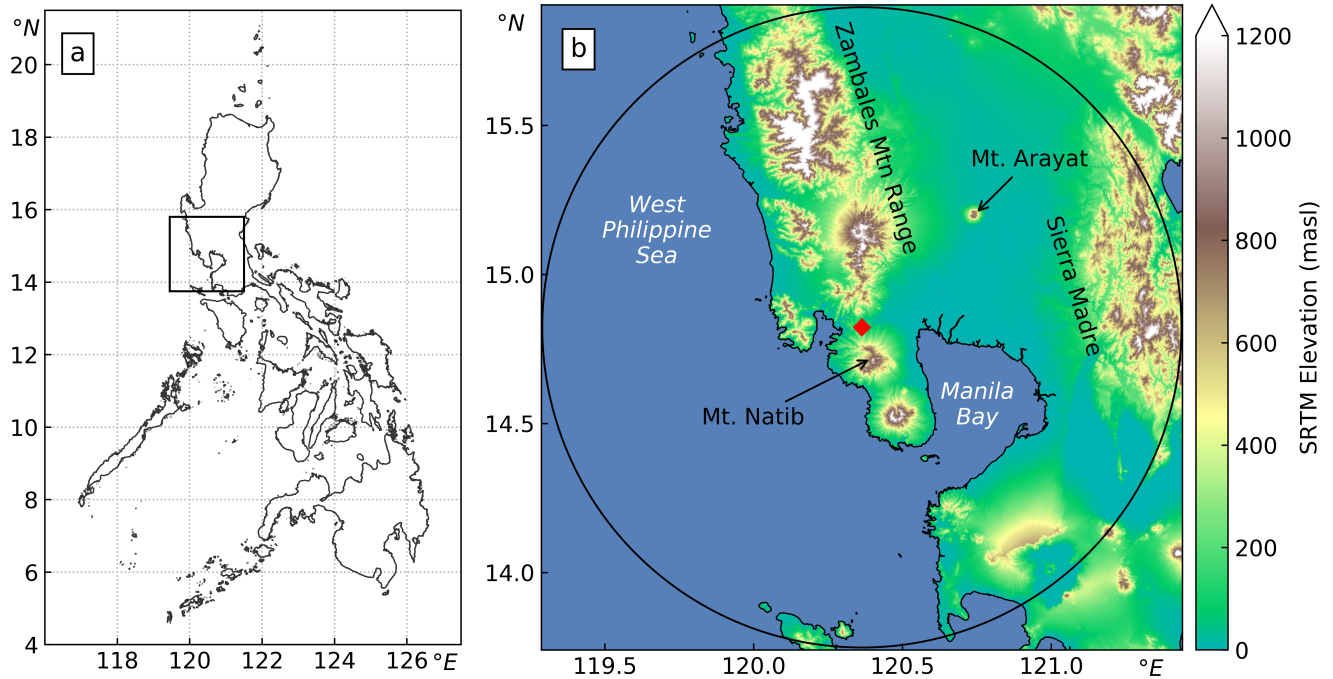 °N
a
20
18
16
14
12
10
8
6
4
118
120
122
124
126
°E
°N
b
15.5
15.0
14.5
14.0
119.5
120.0
120.5
121.0
°E
Zambales Mtn Range
Mt. Arayat
West
Philippine
Sea
Sierra Madre
Manila
Bay
Mt. Natib
1200
1000
800
600
400
200
0
SRTM Elevation (masl)